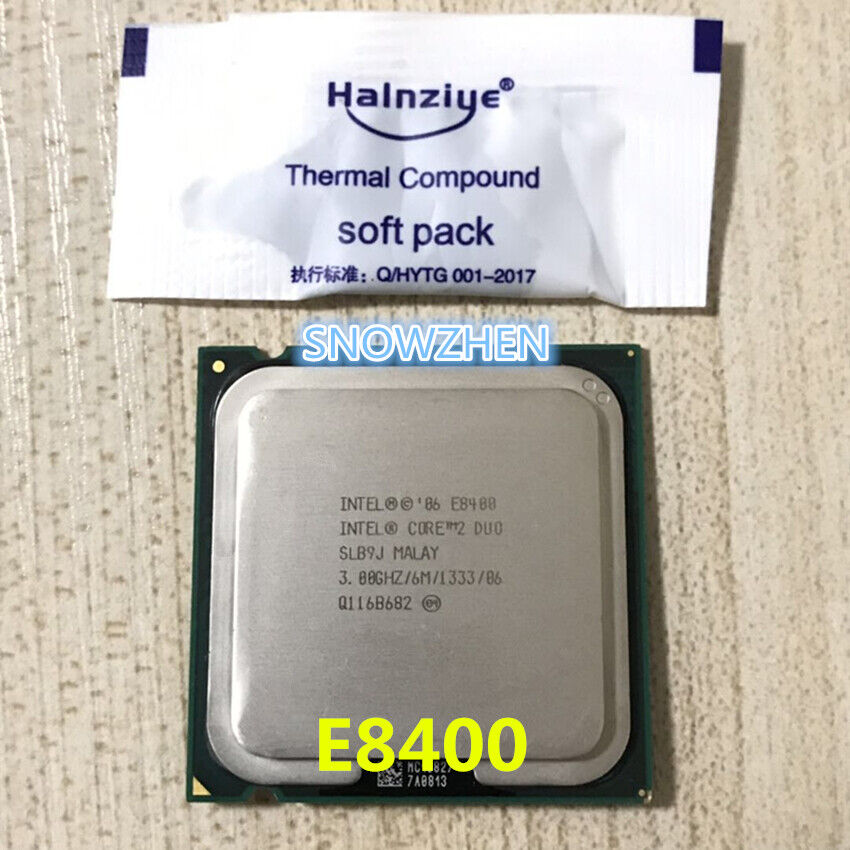 Halnziye®
Thermal Compound
soft pack
执行标准：Q/HYTG 001-2017
SNOWZHEN
INTEL®©'06 E8400
INTEL® CORE™2 DUO
SLB9J MALAY
3.00GHZ/6M/1333/06
Q116B682 e4
E8400
7A0813